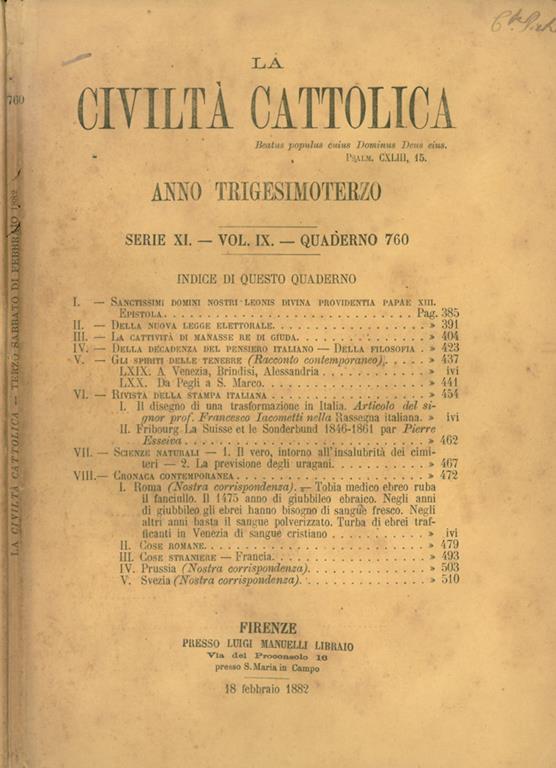 LA
CIVILTÀ CATTOLICA
Beatus populus cuius Dominus Deus eius.
PSALM. CXLIII, 15.
ANNO TRIGESIMOTERZO
SERIE XI. — VOL. IX. — QUADERNO 760
INDICE DI QUESTO QUADERNO
I. — SANCTISSIMI DOMINI NOSTRI LEONIS DIVINA PROVIDENTIA PAPAE XIII.
EPISTOLA. . . . . . . . . . . . . . . . . . . . Pag. 385
II. — DELLA NUOVA LEGGE ELETTORALE. . . . . . . . . . . . . » 391
III. — LA CATTIVITÀ DI MANASSE RE DI GIUDA. . . . . . . . . . . » 404
IV. — DELLA DECADENZA DEL PENSIERO ITALIANO — DELLA FILOSOFIA . » 423
V. — GLI SPIRITI DELLE TENEBRE (Racconto contemporaneo). . . . . » 437
LXIX. A Venezia, Brindisi, Alessandria . . . . . . . . . . » ivi
LXX. Da Pegli a S. Marco. . . . . . . . . . . . . . . . » 441
VI. — RIVISTA DELLA STAMPA ITALIANA . . . . . . . . . . . . . » 454
I. Il disegno di una trasformazione in Italia. Articolo del si-
gnor prof. Francesco Iacometti nella Rassegna italiana. » ivi
II. Fribourg La Suisse et le Sonderbund 1846-1861 par Pierre
Esseiva . . . . . . . . . . . . . . . . . . . . . » 462
VII. — SCIENZE NATURALI — 1. Il vero, intorno all'insalubrità dei cimi-
teri — 2. La previsione degli uragani. . . . . . . . . . » 467
VIII. — CRONACA CONTEMPORANEA . . . . . . . . . . . . . . . . » 472
I. Roma (Nostra corrispondenza). — Tobia medico ebreo ruba
il fanciullo. Il 1475 anno di giubbileo ebraico. Negli anni
di giubbileo gli ebrei hanno bisogno di sangue fresco. Negli
altri anni basta il sangue polverizzato. Turba di ebrei traf-
ficanti in Venezia di sangue cristiano . . . . . . . . . » ivi
II. COSE ROMANE. . . . . . . . . . . . . . . . . . . . » 479
III. COSE STRANIERE — Francia. . . . . . . . . . . . . . » 493
IV. Prussia (Nostra corrispondenza). . . . . . . . . . . . » 503
V. Svezia (Nostra corrispondenza). . . . . . . . . . . . . » 510
FIRENZE
PRESSO LUIGI MANUELLI LIBRAIO
Via del Proconsolo 16
presso S. Maria in Campo
18 febbraio 1882
760
LA CIVILTÀ CATTOLICA — TERZO SABBATO DI FEBBRAIO 1882